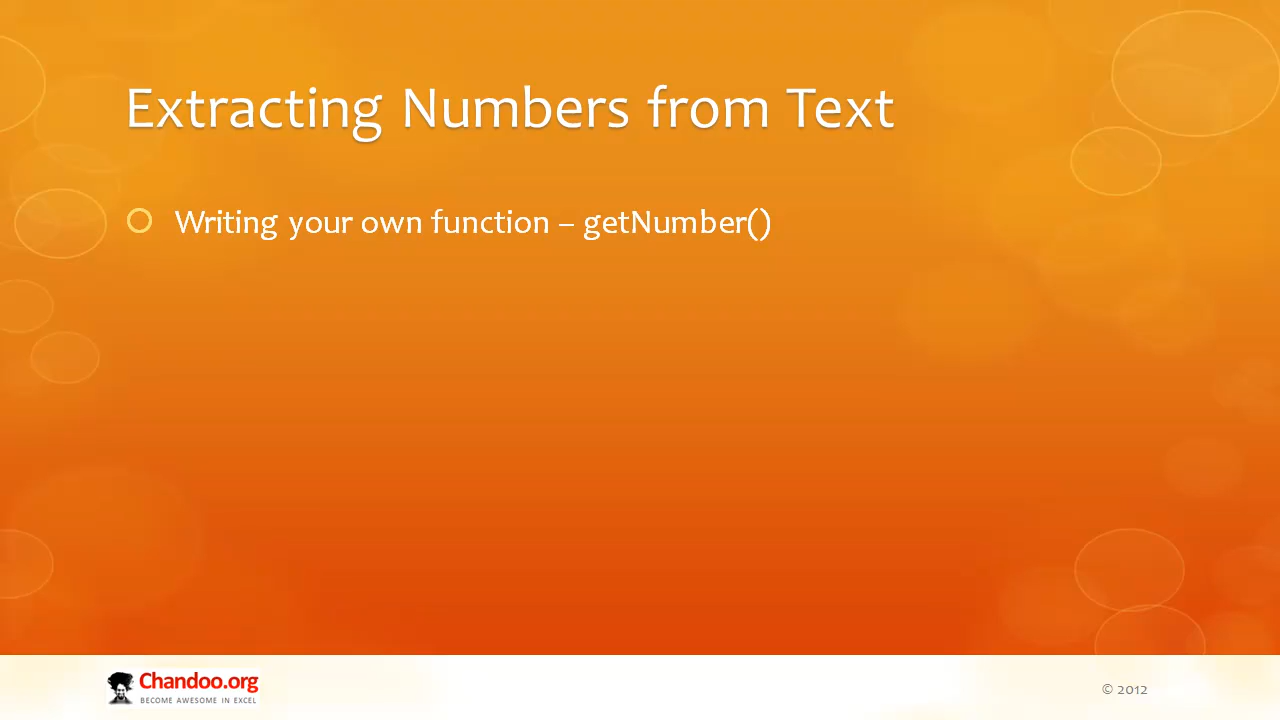 Extracting Numbers from Text
Writing your own function – getNumber()
Chandoo.org
BECOME AWESOME IN EXCEL
© 2012